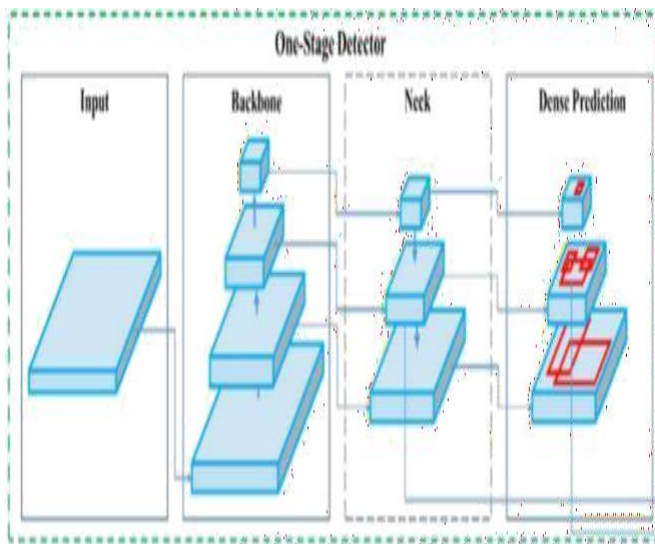 One-Stage Detector
Input
Backbone
Neck
Dense Prediction